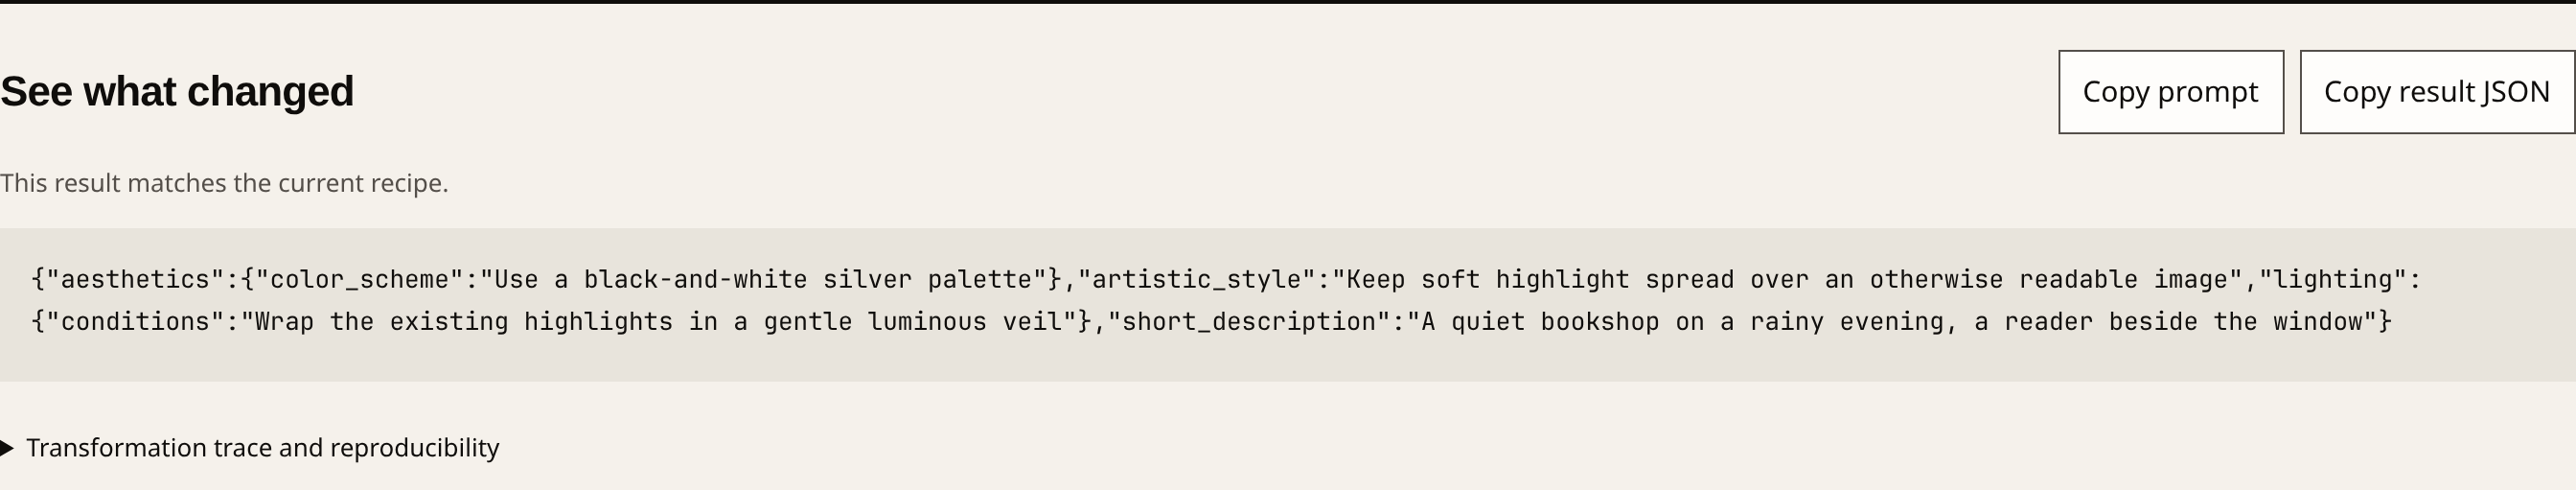 See what changed
Copy prompt
Copy result JSON
This result matches the current recipe.
{"aesthetics":{"color_scheme":"Use a black-and-white silver palette"},"artistic_style":"Keep soft highlight spread over an otherwise readable image","lighting":
{"conditions":"Wrap the existing highlights in a gentle luminous veil"},"short_description":"A quiet bookshop on a rainy evening, a reader beside the window"}
Transformation trace and reproducibility